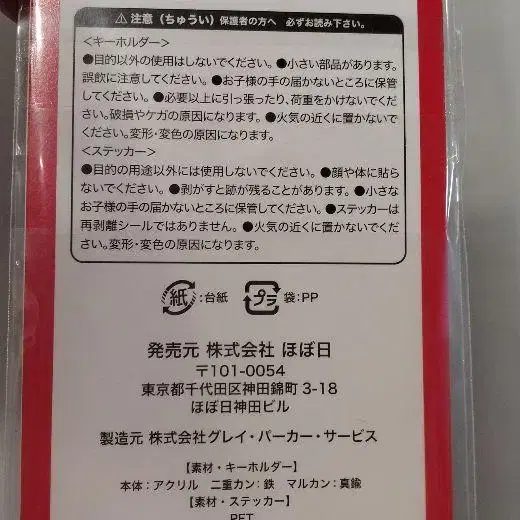 注意（ちゅうい）保護者の方へ 必ずお読み下さい。
＜キーホルダー＞
●目的以外の使用はしないでください。●小さい部品があります。
誤飲に注意してください。●お子様の手の届かないところに保管
してください。●必要以上に引っ張ったり、荷重をかけないでくだ
さい。破損やケガの原因になります。●火気の近くに置かないで
ください。変形・変色の原因になります。
＜ステッカー＞
●目的の用途以外には使用しないでください。●顔や体に貼ら
ないでください。●剥がすと跡が残ることがあります。●小さな
お子様の手の届かないところに保管してください。●ステッカーは
再剥離シールではありません。●火気の近くに置かないでくだ
さい。変形・変色の原因になります。
紙：台紙 プラ 袋：PP
発売元 株式会社 ほぼ日
〒101-0054
東京都千代田区神田錦町 3-18
ほぼ日神田ビル
製造元 株式会社グレイ・パーカー・サービス
【素材・キーホルダー】
本体：アクリル 二重カン：鉄 マルカン：真鍮
【素材・ステッカー】
PET